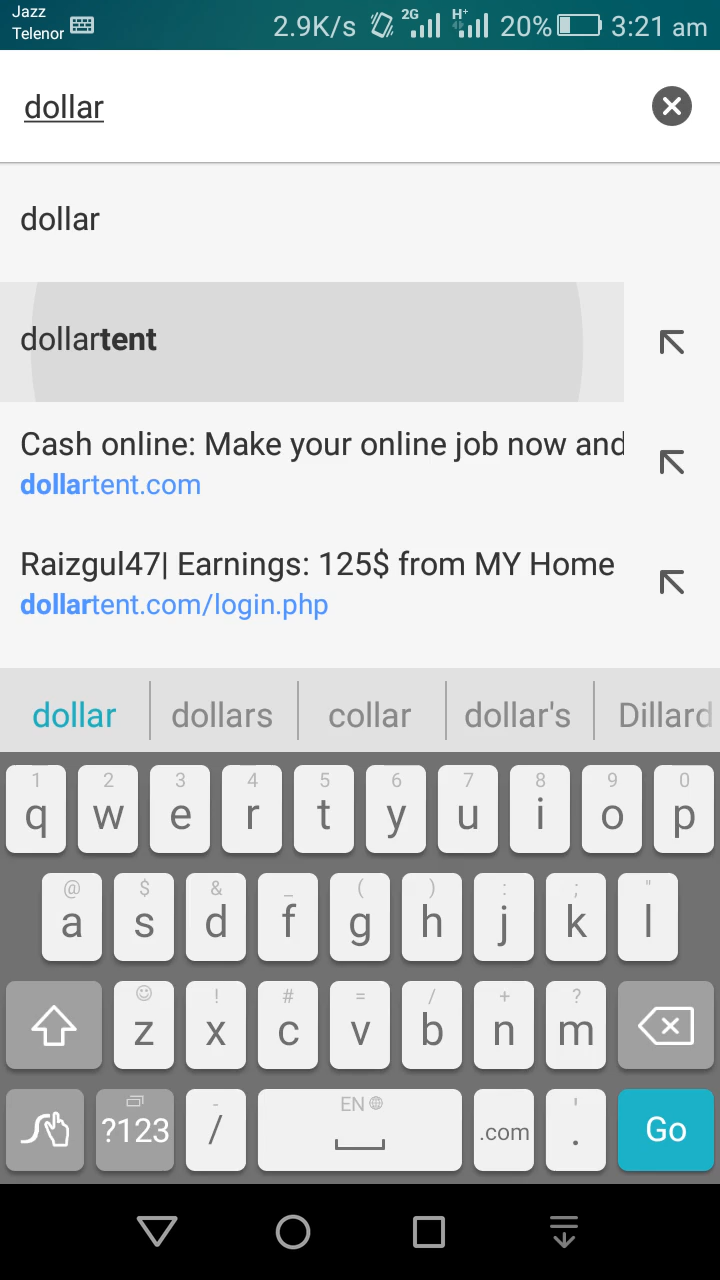 Jazz
Telenor
2.9K/s 2G H+ 20% 3:21 am
dollar
dollar
dollartent
Cash online: Make your online job now and
dollartent.com
Raizgul47| Earnings: 125$ from MY Home
dollartent.com/login.php
dollar dollars collar dollar's Dillard
1 2 3 4 5 6 7 8 9 0
q w e r t y u i o p
@ $ & _ ( ) : ; "
a s d f g h j k l
! # = / + ?
z x c v b n m
- EN '
?123 / .com . Go